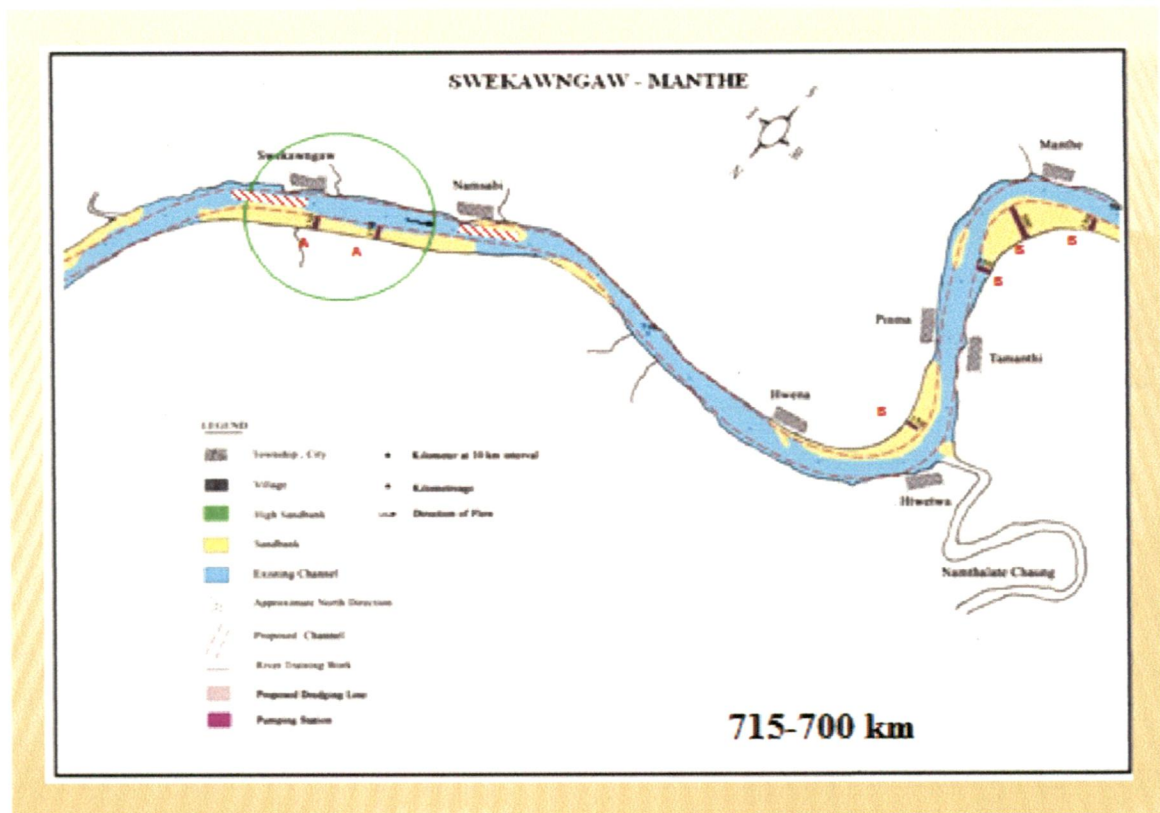 SWEKAWNGAW - MANTHE
S
N
Swekawngaw
Namsabi
Manthe
A
A
S
S
S
Pinma
Tamanthi
Hwena
S
Htwetwa
Namthalate Chaung
LEGEND
Township , City
Village
High Sandbank
Sandbank
Existing Channel
Approximate North Direction
Proposed Channel
River Training Work
Proposed Dredging Line
Pumping Station
Kilometer at 10 km interval
Kilometreage
Direction of Flow
715-700 km